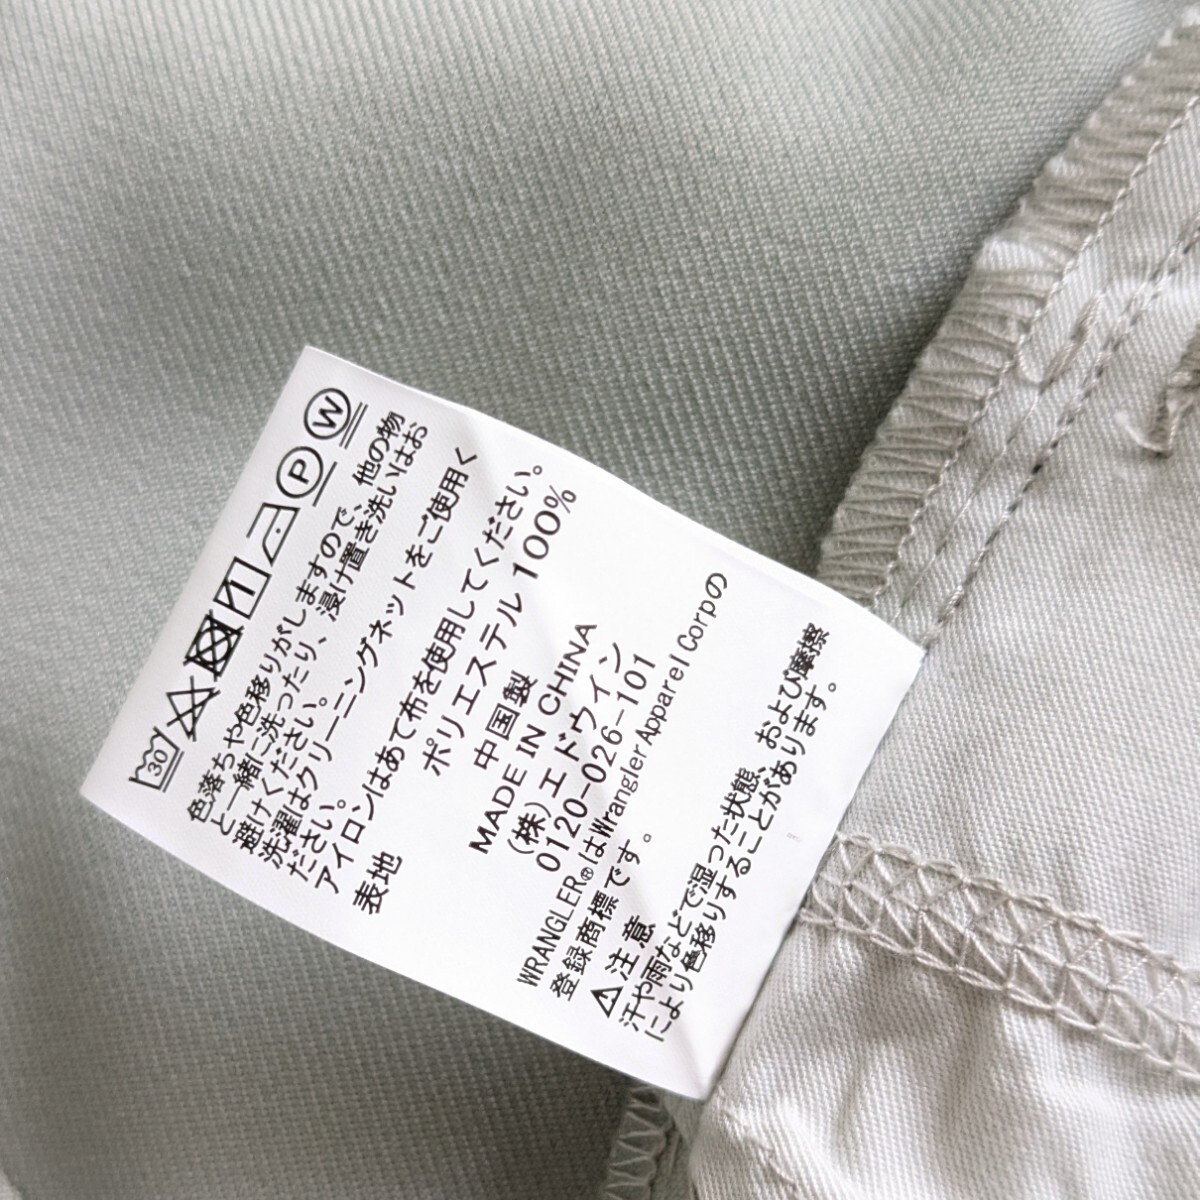 30 P W
色落ちや色移りがしますので、他の物
と一緒に洗ったり、浸け置き洗いはお
避けください。
洗濯はクリーニングネットをご使用く
ださい。
アイロンはあて布を使用してください。
表地 ポリエステル 100%
中国製
MADE IN CHINA
(株)エドウイン
0120-026-101
WRANGLER®はWrangler Apparel Corpの
登録商標です。
⚠注意
汗や雨などで湿った状態、および摩擦
により色移りすることがあります。